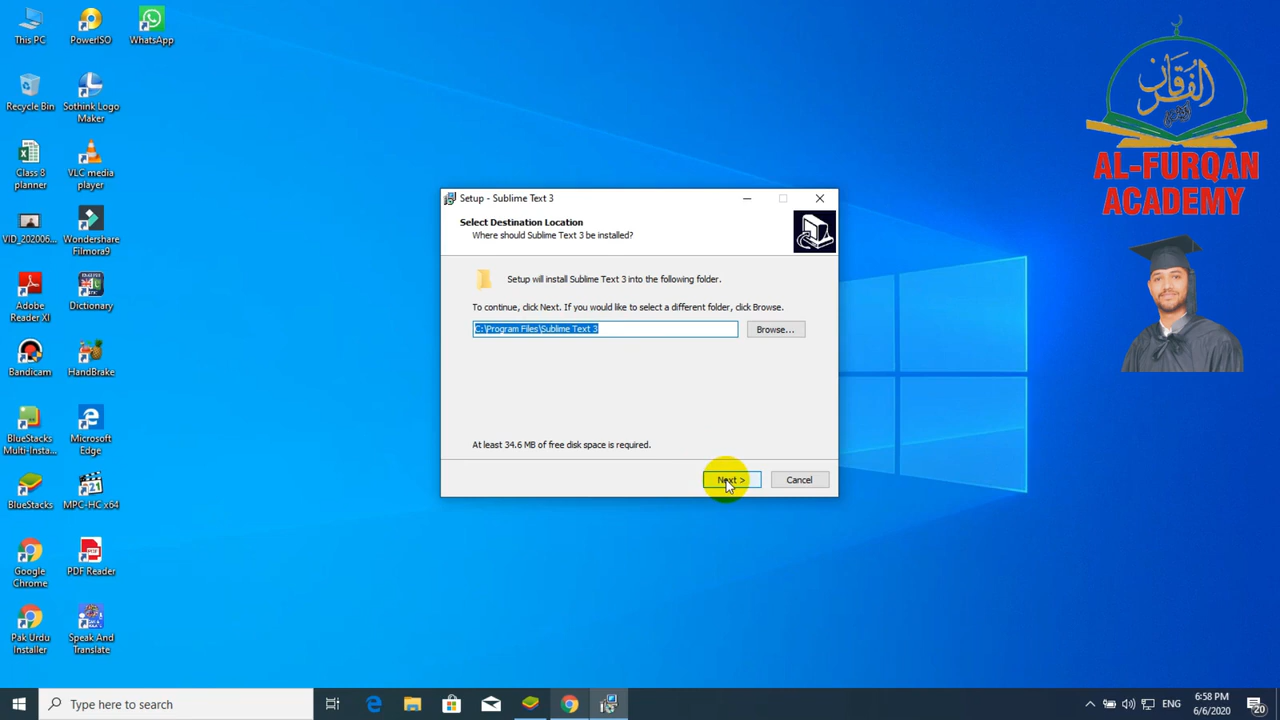 This PC
PowerISO
WhatsApp
Recycle Bin
Sothink Logo
Maker
Class 8
planner
VLC media
player
VID_202006...
Wondershare
Filmora9
Adobe
Reader XI
Dictionary
Bandicam
HandBrake
BlueStacks
Multi-Insta...
Microsoft
Edge
BlueStacks
MPC-HC x64
Google
Chrome
PDF Reader
Pak Urdu
Installer
Speak And
Translate
Setup - Sublime Text 3
Select Destination Location
Where should Sublime Text 3 be installed?
Setup will install Sublime Text 3 into the following folder.
To continue, click Next. If you would like to select a different folder, click Browse.
C:\Program Files\Sublime Text 3
Browse...
At least 34.6 MB of free disk space is required.
Next >
Cancel
الفرقان
AL-FURQAN
ACADEMY
Type here to search
ENG
6:58 PM
6/6/2020
20